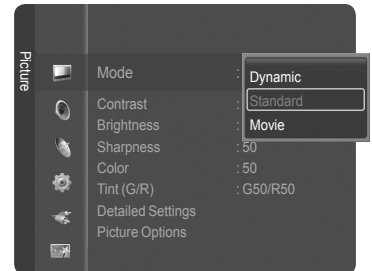 Picture
Mode :
Dynamic
Standard
Movie
Contrast :
Brightness :
Sharpness : 50
Color : 50
Tint (G/R) : G50/R50
Detailed Settings
Picture Options